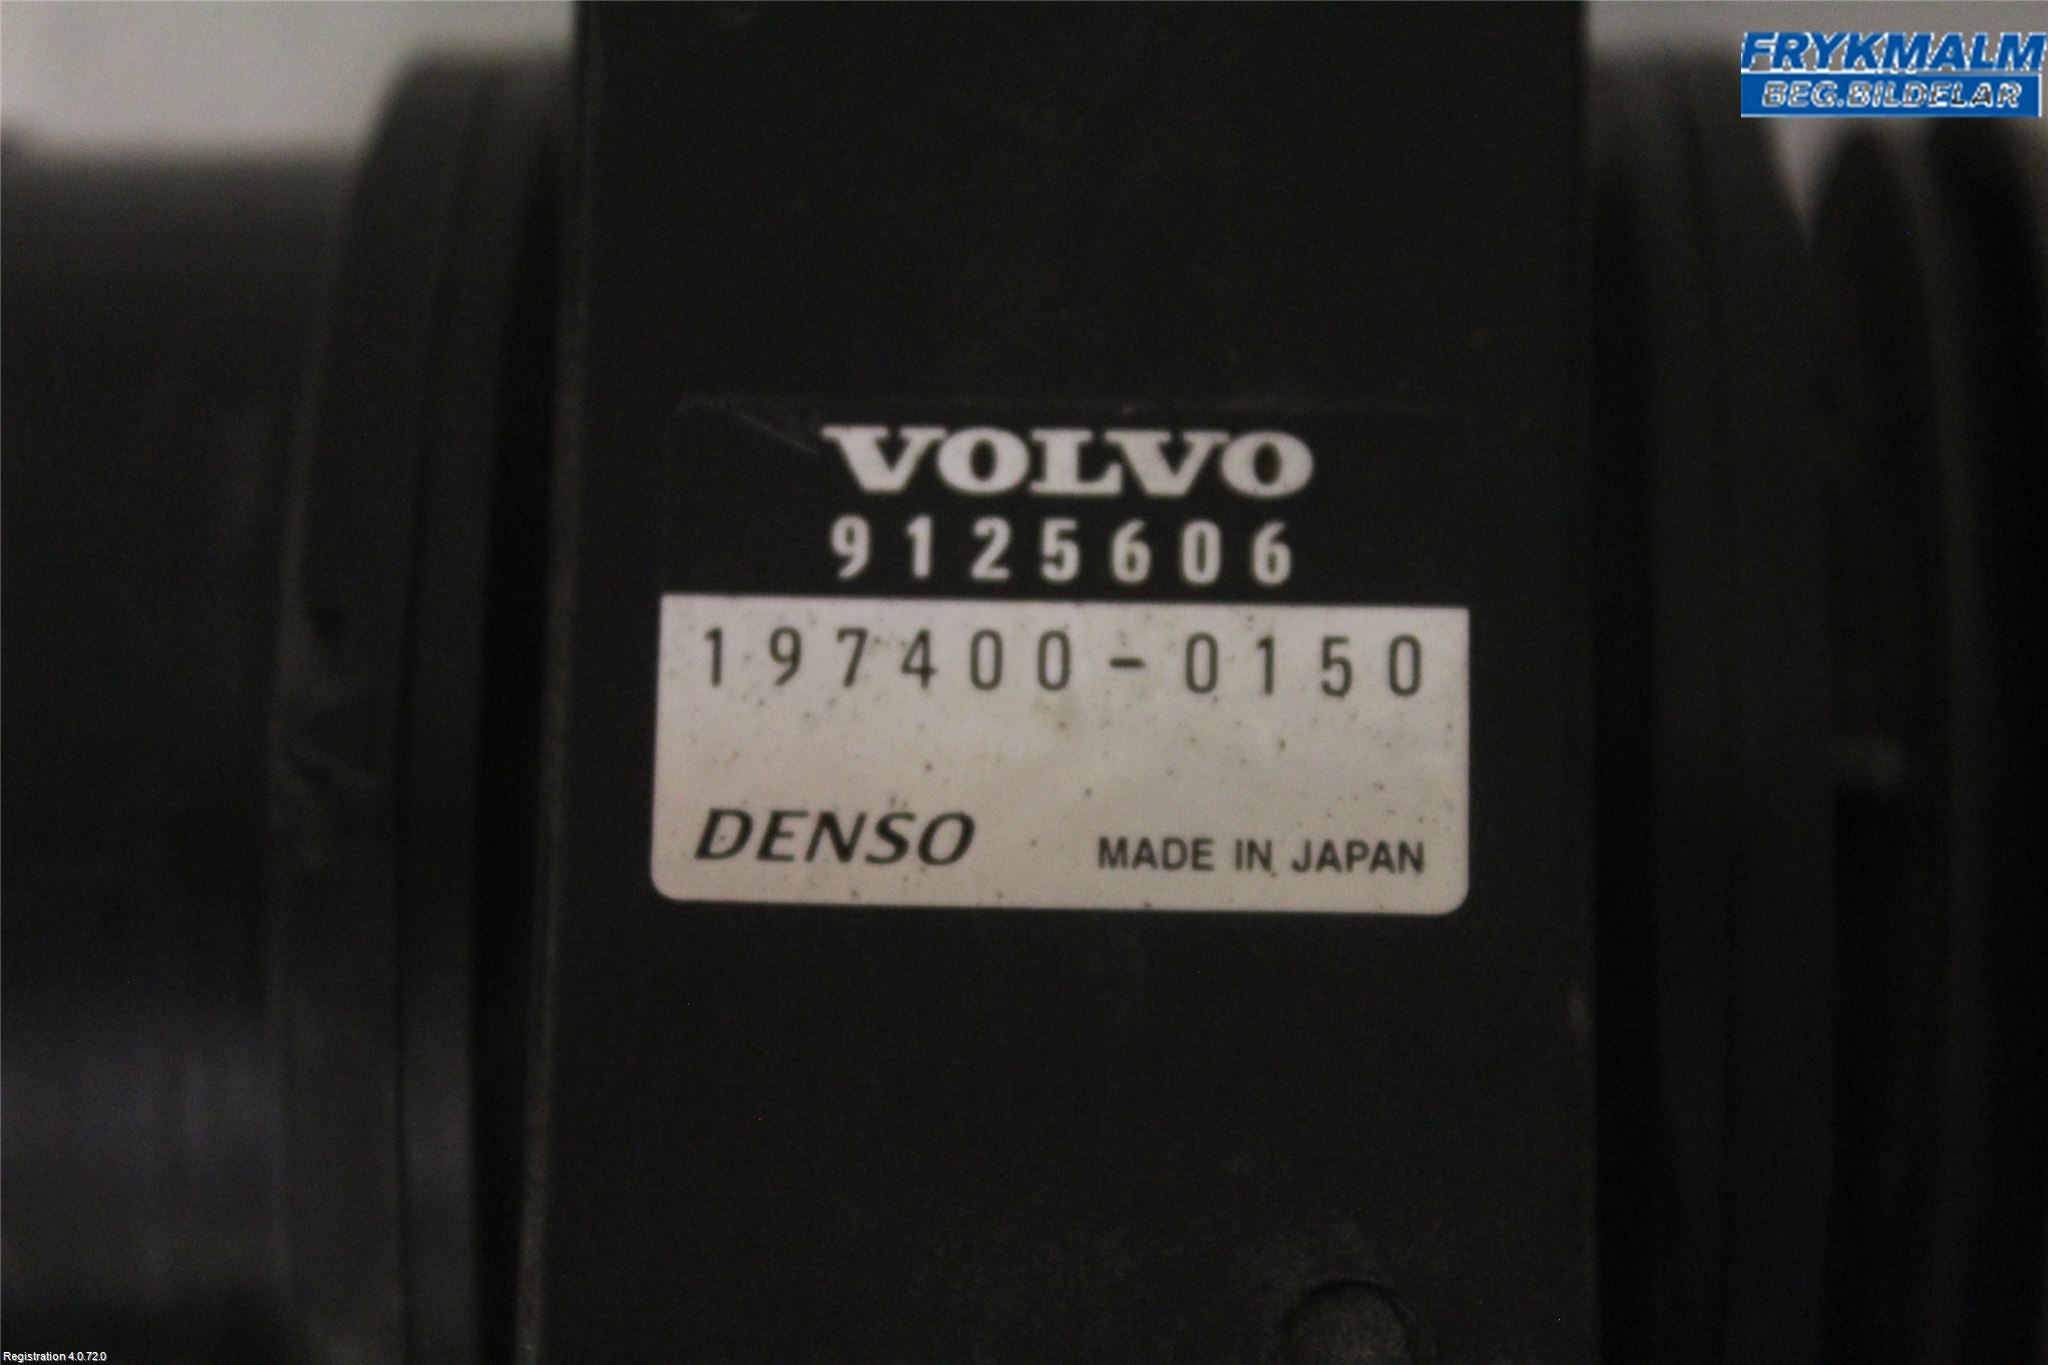 FRYKMALM
BEG.BILDELAR
VOLVO
9125606
197400-0150
DENSO MADE IN JAPAN
Registration 4.0.72.0